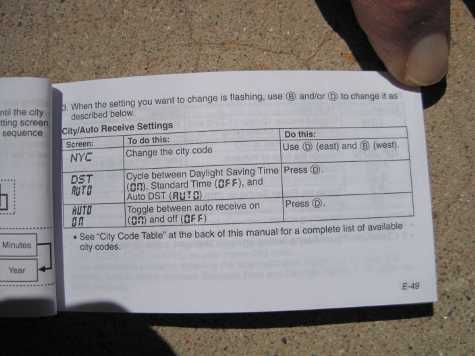 ntil the city
tting screen
sequence
Minutes
Year
3. When the setting you want to change is flashing, use Ⓑ and/or Ⓓ to change it as
described below.
City/Auto Receive Settings
Screen: To do this: Do this:
NYC Change the city code Use Ⓓ (east) and Ⓑ (west).
DST AUTO Cycle between Daylight Saving Time Press Ⓓ.
(ON), Standard Time (OFF), and
Auto DST (AUTO)
AUTO ON Toggle between auto receive on Press Ⓓ.
(ON) and off (OFF)
• See "City Code Table" at the back of this manual for a complete list of available
city codes.
E-49